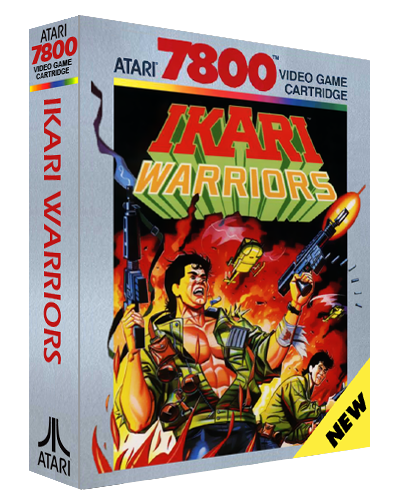 ATARI
7800
VIDEO GAME
CARTRIDGE
IKARI WARRIORS
ATARI
ATARI 7800™ VIDEO GAME
CARTRIDGE
IKARI
WARRIORS
NEW